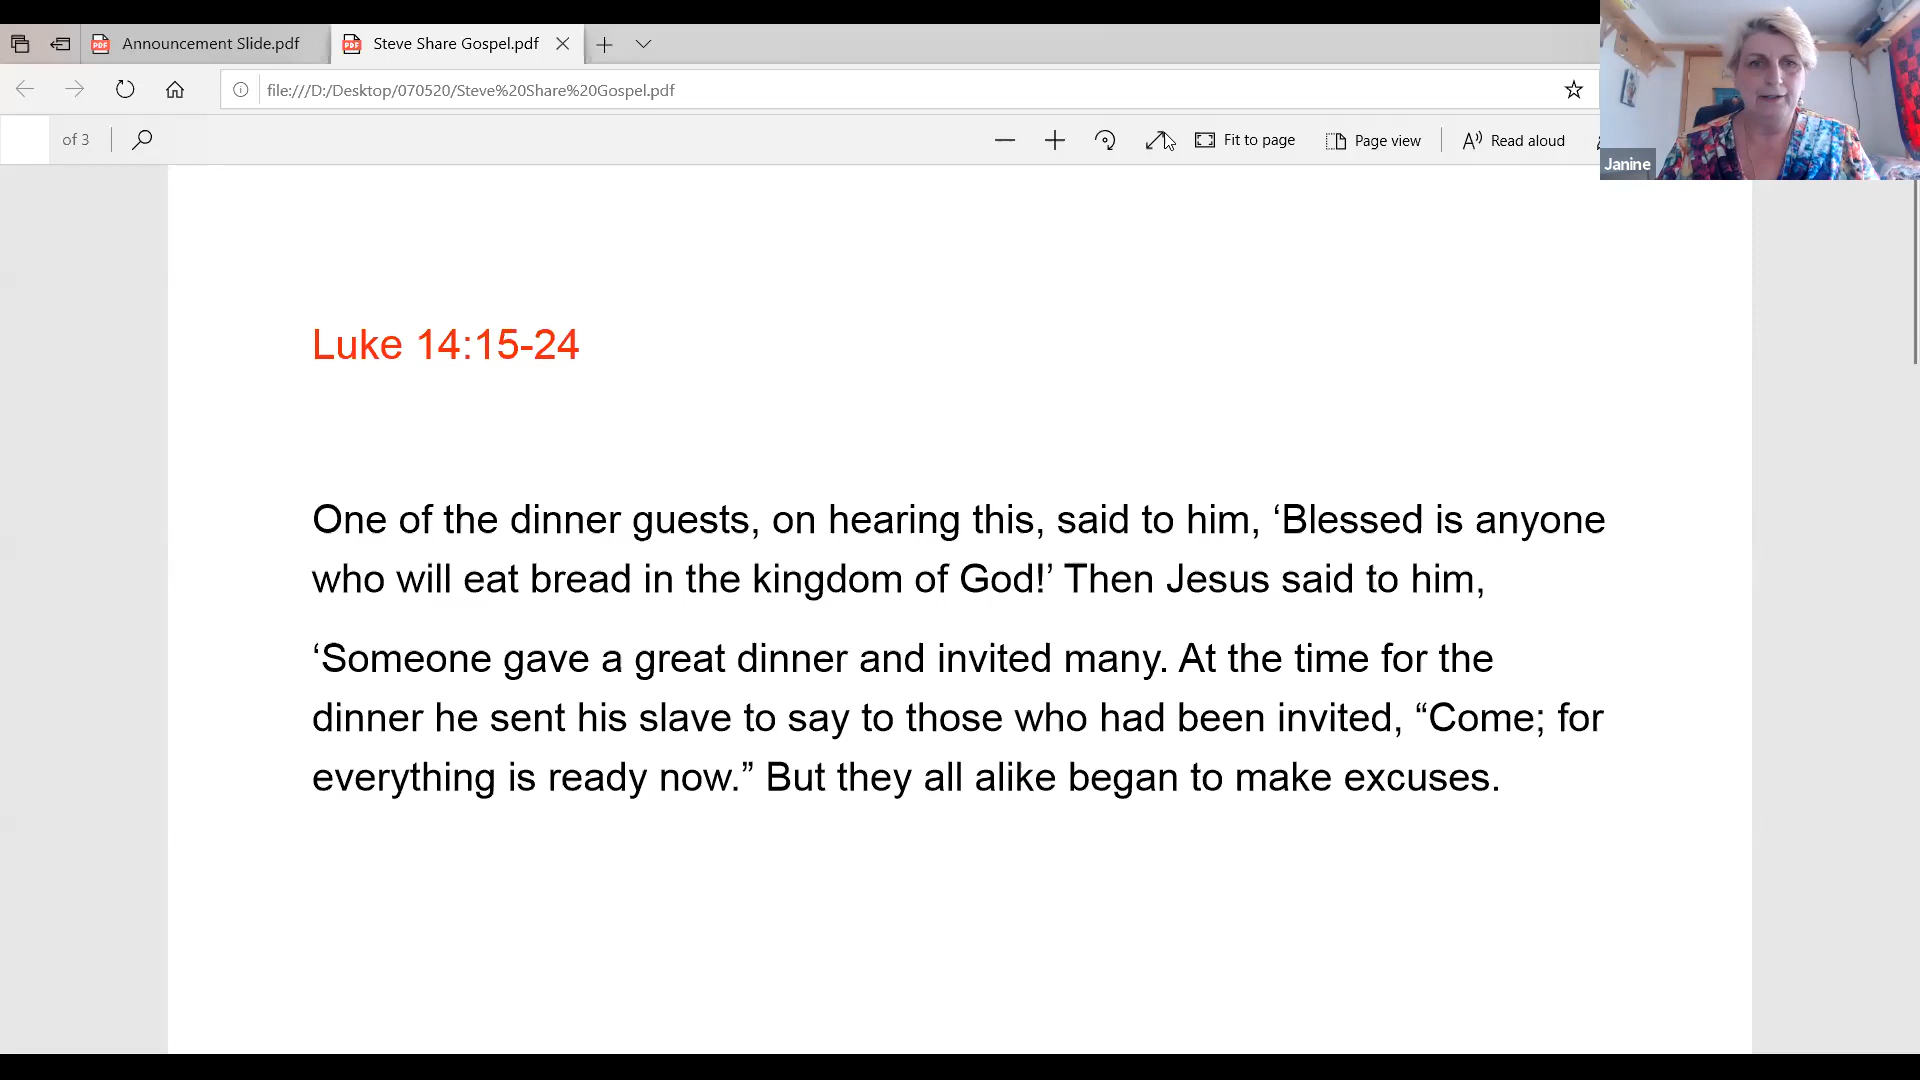 Announcement Slide.pdf
Steve Share Gospel.pdf
file:///D:/Desktop/070520/Steve%20Share%20Gospel.pdf
of 3
Fit to page
Page view
Read aloud
Janine
Luke 14:15-24
One of the dinner guests, on hearing this, said to him, ‘Blessed is anyone
who will eat bread in the kingdom of God!’ Then Jesus said to him,
‘Someone gave a great dinner and invited many. At the time for the
dinner he sent his slave to say to those who had been invited, “Come; for
everything is ready now.” But they all alike began to make excuses.